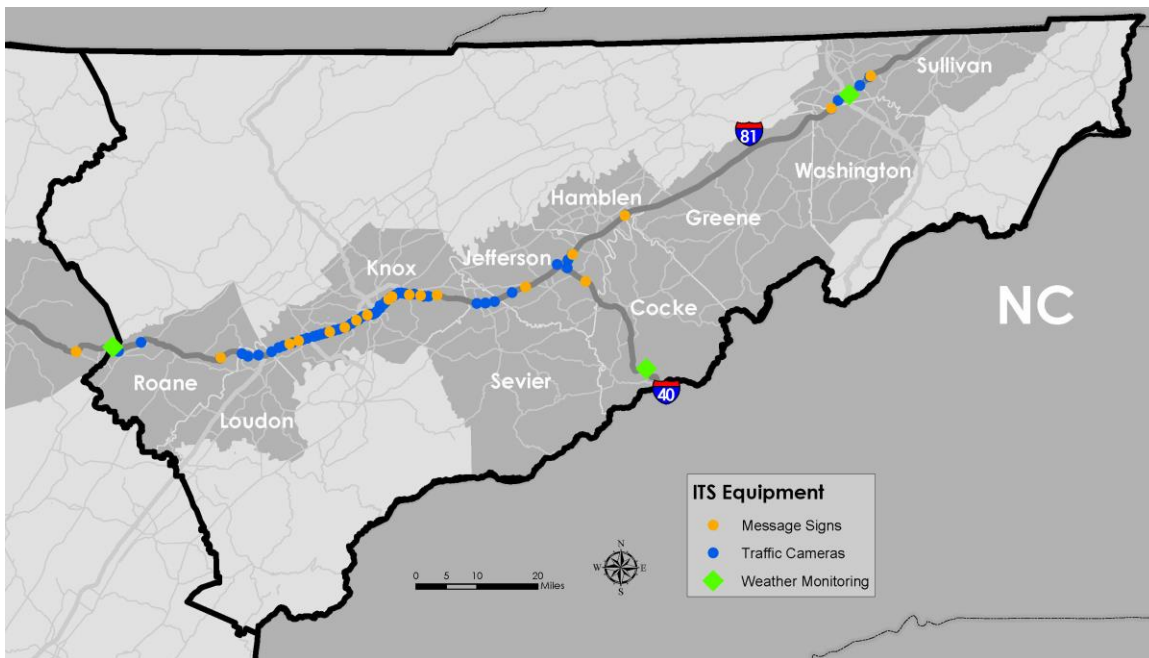 Sullivan
81
Washington
Hamblen
Greene
Jefferson
Knox
NC
Cocke
Roane
Sevier
40
Loudon
ITS Equipment
Message Signs
Traffic Cameras
Weather Monitoring
N
W E
S
0 5 10 20
Miles